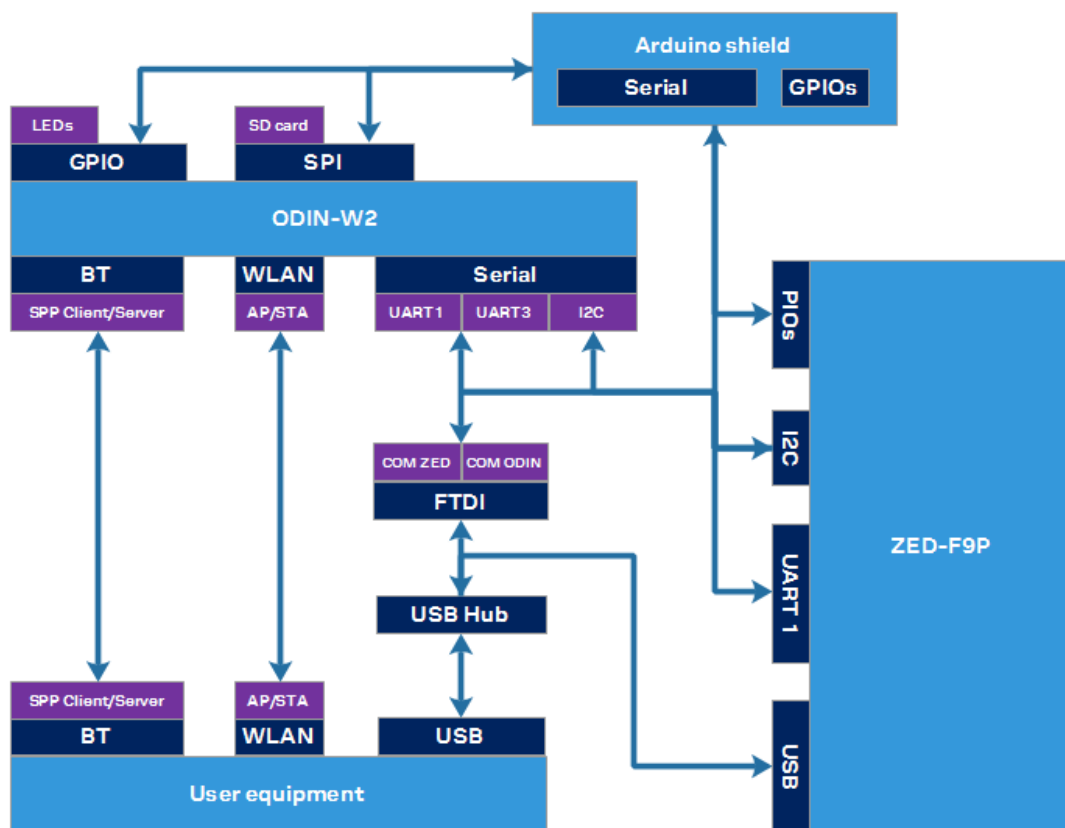 Arduino shield
Serial
GPIOs
LEDs
SD card
GPIO
SPI
ODIN-W2
BT
WLAN
Serial
SPP Client/Server
AP/STA
UART1
UART3
I2C
PIOs
I2C
COM ZED
COM ODIN
FTDI
ZED-F9P
UART 1
USB Hub
SPP Client/Server
AP/STA
BT
WLAN
USB
USB
User equipment